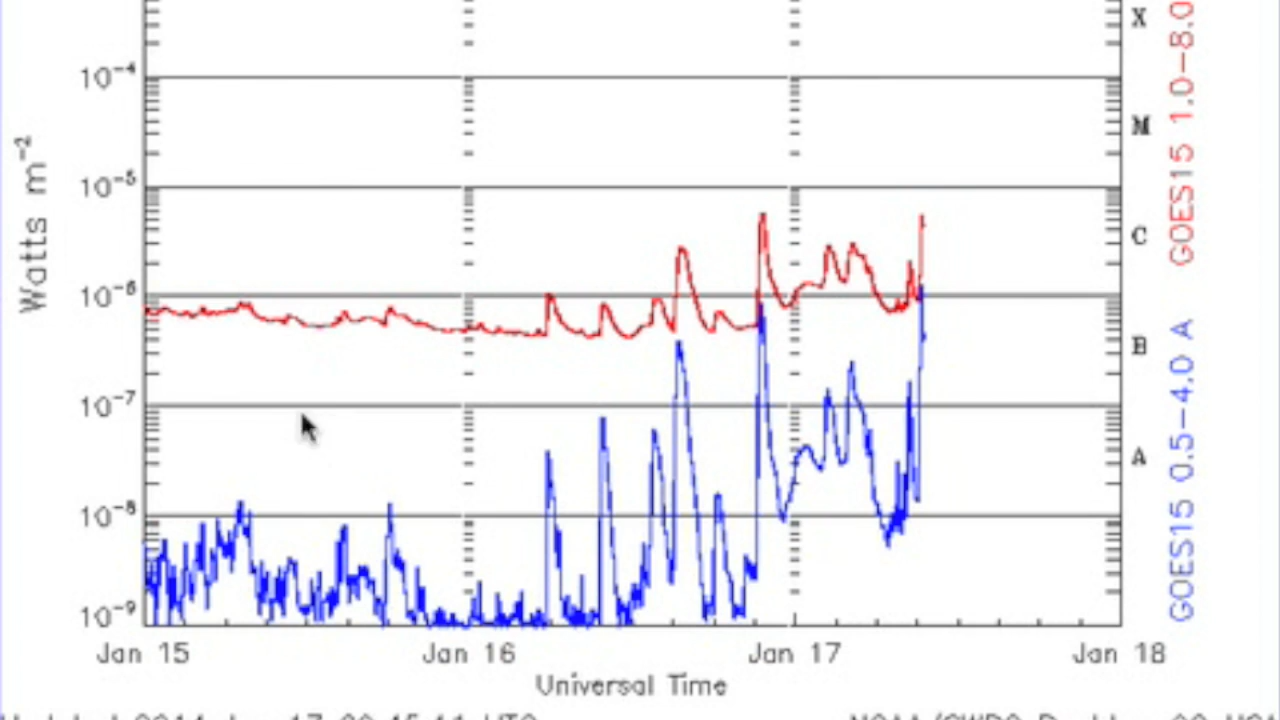 X
10⁻⁴
M
10⁻⁵
C
10⁻⁶
B
10⁻⁷
A
10⁻⁸
10⁻⁹
Watts m⁻²
GOES15 1.0-8.0
GOES15 0.5-4.0 A
Jan 15 Jan 16 Jan 17 Jan 18
Universal Time